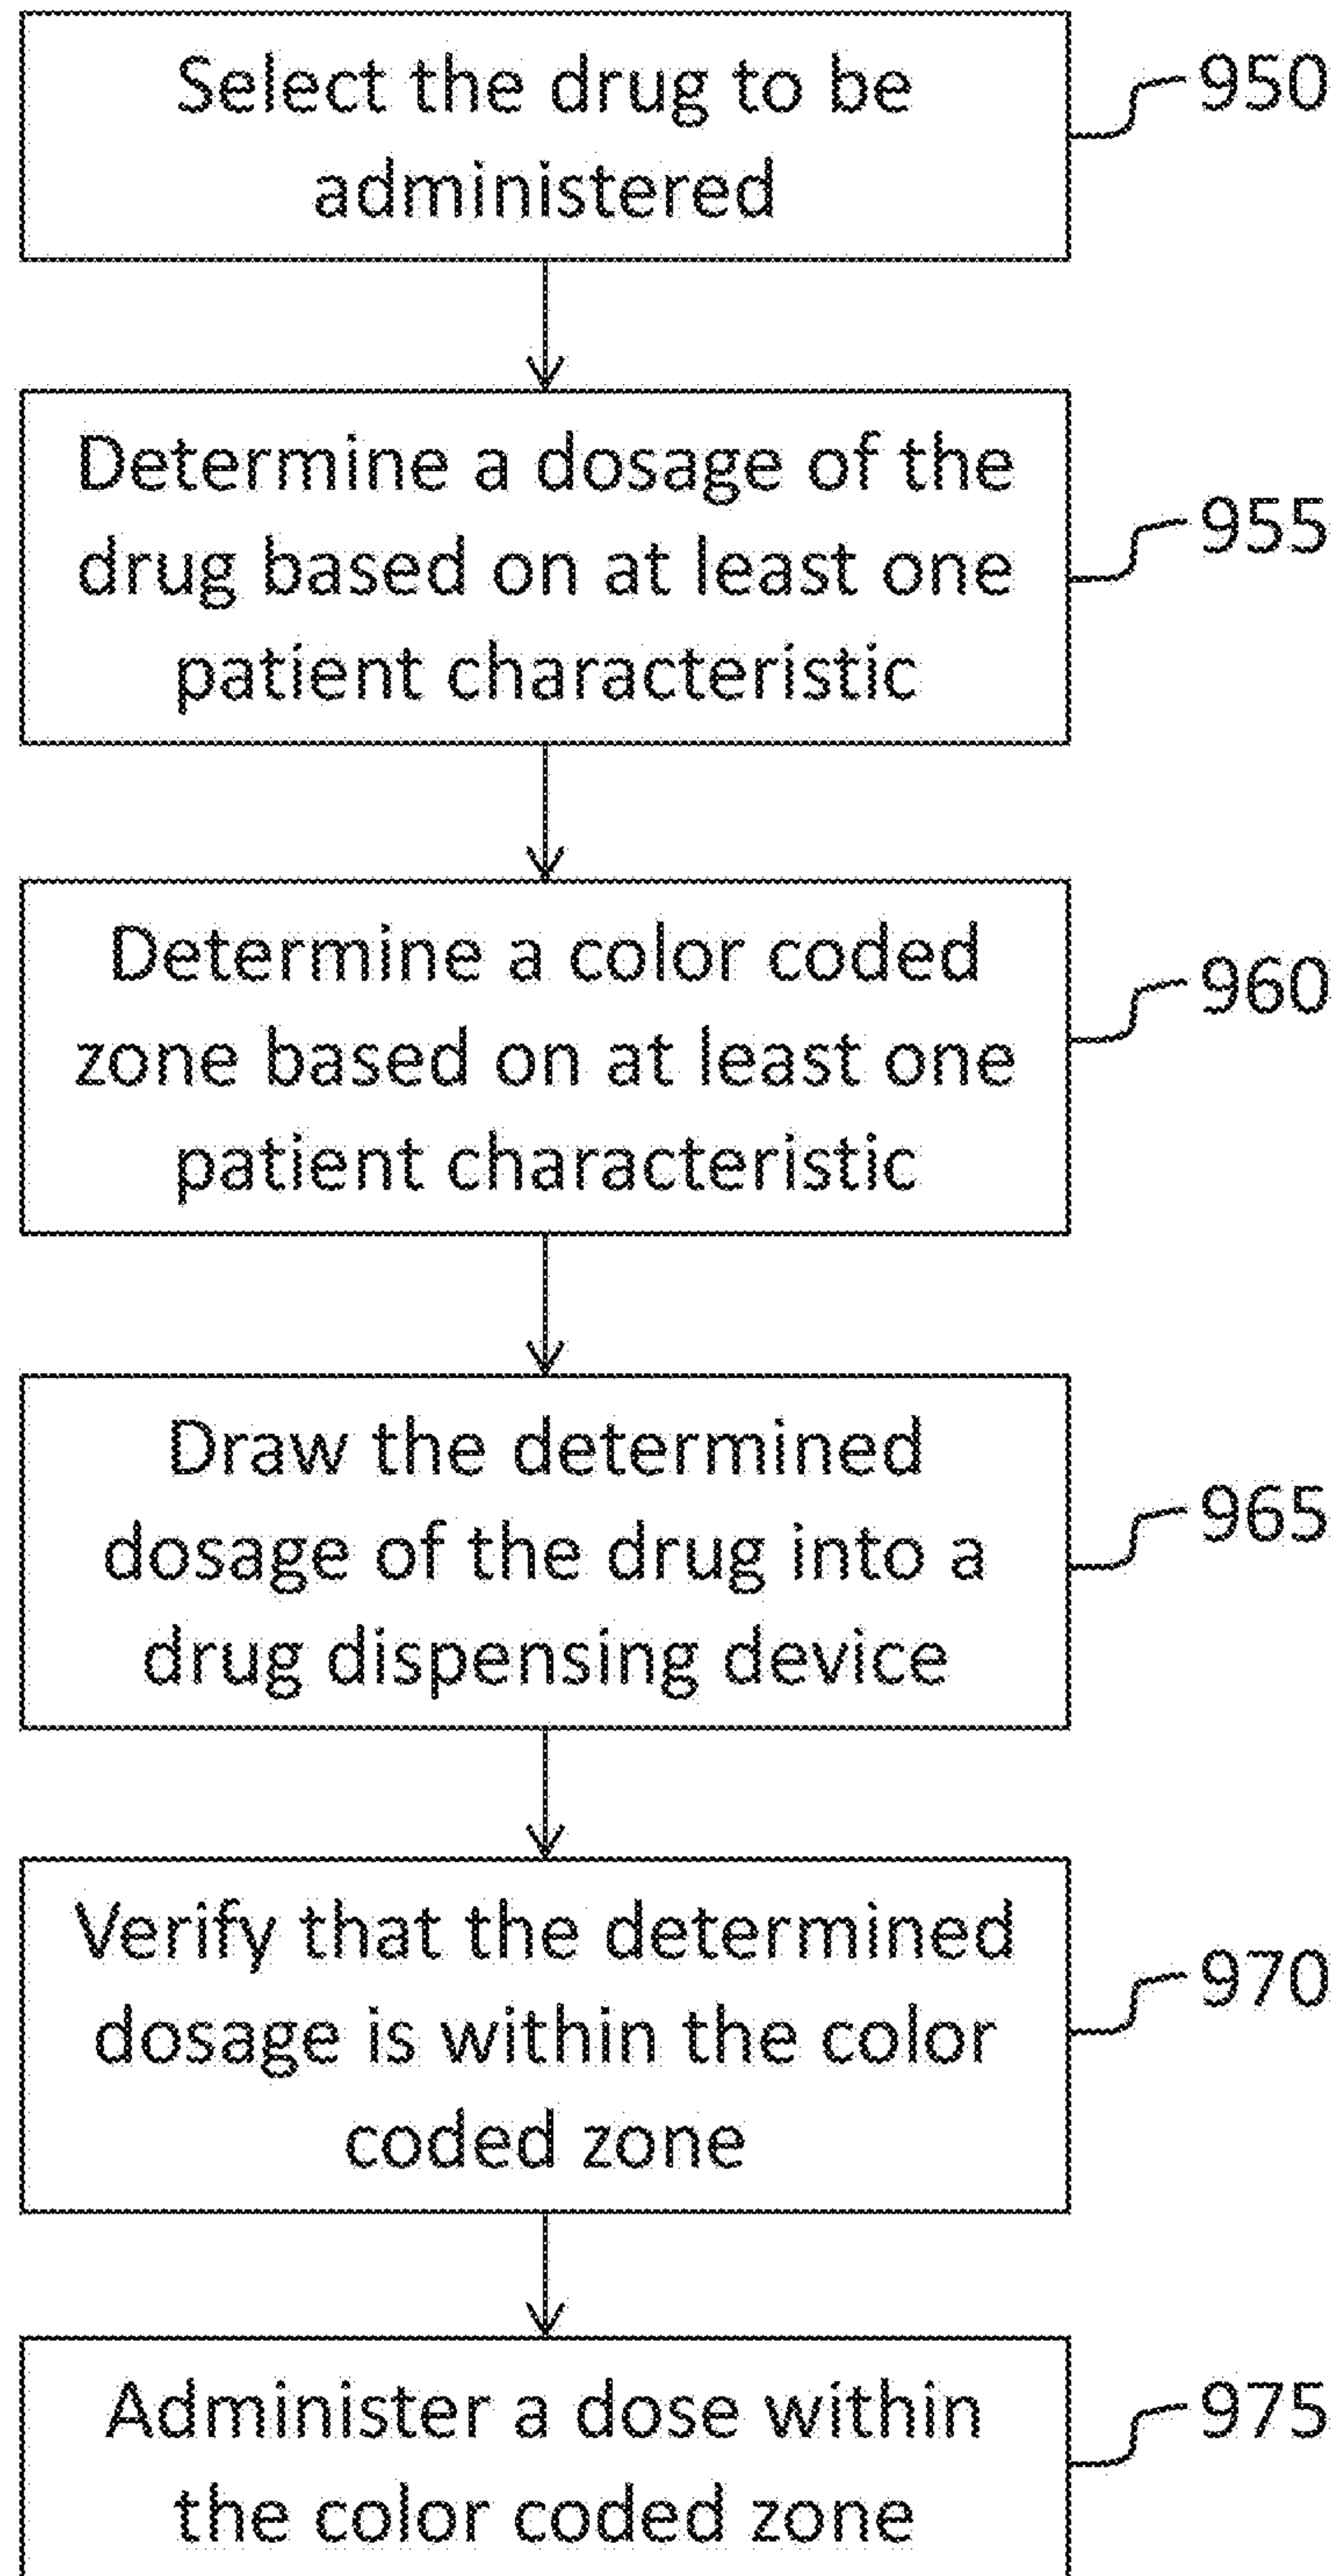 Select the drug to be
administered
950
Determine a dosage of the
drug based on at least one
patient characteristic
955
Determine a color coded
zone based on at least one
patient characteristic
960
Draw the determined
dosage of the drug into a
drug dispensing device
965
Verify that the determined
dosage is within the color
coded zone
970
Administer a dose within
the color coded zone
975